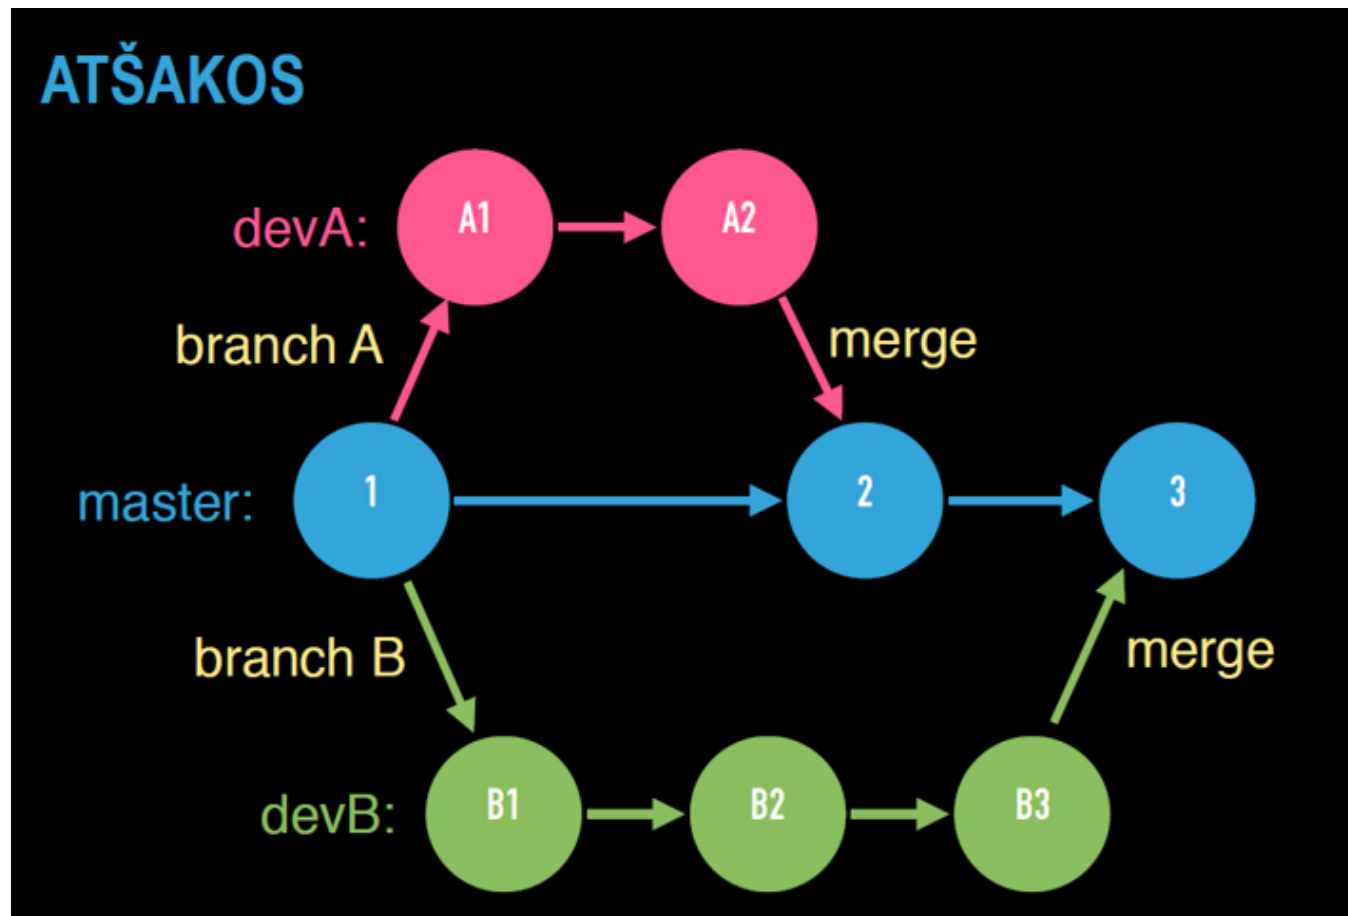 ATŠAKOS
devA:
A1
A2
branch A
merge
master:
1
2
3
branch B
merge
devB:
B1
B2
B3